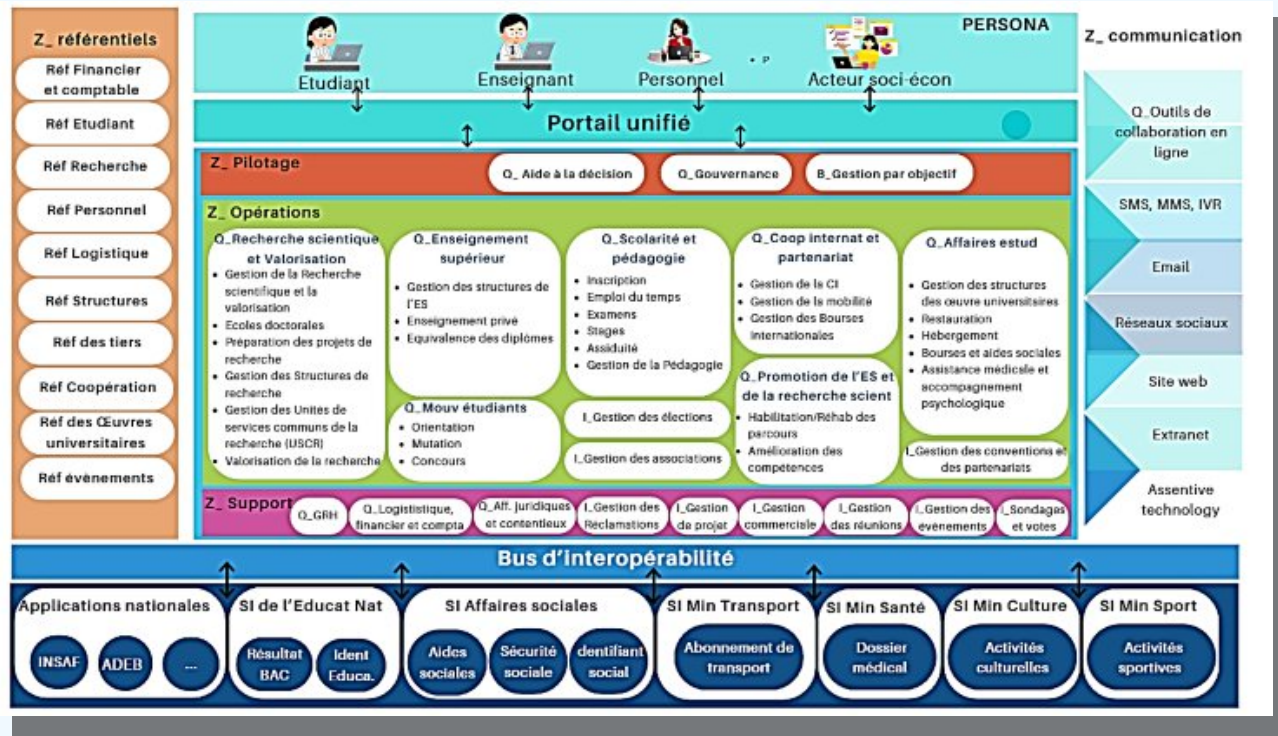 Z_ référentiels
Réf Financier
et comptable
Réf Etudiant
Réf Recherche
Réf Personnel
Réf Logistique
Réf Structures
Réf des tiers
Réf Coopération
Réf des Œuvres
universitaires
Réf évènements
PERSONA
Etudiant
Enseignant
Personnel
• P
Acteur soci-écon
Portail unifié
Z_ Pilotage
Q_ Aide à la décision
Q_Gouvernance
B_Gestion par objectif
Z_ Opérations
Q_Recherche scientifique
et Valorisation
• Gestion de la Recherche
scientifique et la
valorisation
• Ecoles doctorales
• Préparation des projets de
recherche
• Gestion des Structures de
recherche
• Gestion des Unités de
services communs de la
recherche (USCR)
• Valorisation de la recherche
Q_Enseignement
supérieur
• Gestion des structures de
l'ES
• Enseignement privé
• Equivalence des diplômes
Q_Mouv étudiants
• Orientation
• Mutation
• Concours
Q_Scolarité et
pédagogie
• Inscription
• Emploi du temps
• Examens
• Stages
• Assiduité
• Gestion de la Pédagogie
I_Gestion des élections
I_Gestion des associations
Q_Coop internat et
partenariat
• Gestion de la CI
• Gestion de la mobilité
• Gestion des Bourses
Internationales
Q_Promotion de l'ES et
de la recherche scient
• Habilitation/Réhab des
parcours
• Amélioration des
compétences
Q_Affaires estud
• Gestion des structures
des œuvre universitaires
• Restauration
• Hébergement
• Bourses et aides sociales
• Assistance médicale et
accompagnement
psychologique
I_Gestion des conventions et
des partenariats
Z_ Support
Q_GRH
Q_Logististique,
financier et compta
Q_Aff. juridiques
et contentieux
I_Gestion des
Réclamations
I_Gestion
de projet
I_Gestion
commerciale
I_Gestion
des réunions
I_Gestion des
évènements
I_Sondages
et votes
Z_ communication
Q_Outils de
collaboration en
ligne
SMS, MMS, IVR
Email
Réseaux sociaux
Site web
Extranet
Assentive
technology
Bus d'interopérabilité
Applications nationales
INSAF
ADEB
...
SI de l'Educat Nat
Résultat
BAC
Ident
Educa.
SI Affaires sociales
Aides
sociales
Sécurité
sociale
dentifiant
social
SI Min Transport
Abonnement de
transport
SI Min Santé
Dossier
médical
SI Min Culture
Activités
culturelles
SI Min Sport
Activités
sportives